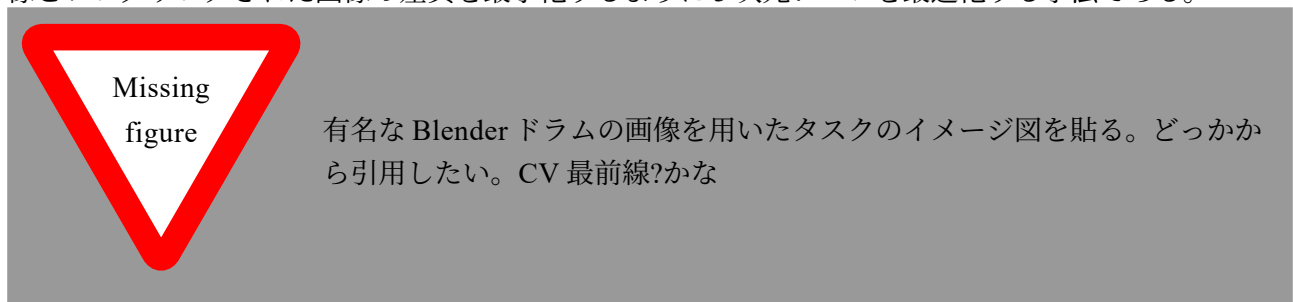 Missing
figure
有名な Blender ドラムの画像を用いたタスクのイメージ図を貼る。どっかか
ら引用したい。CV 最前線?かな